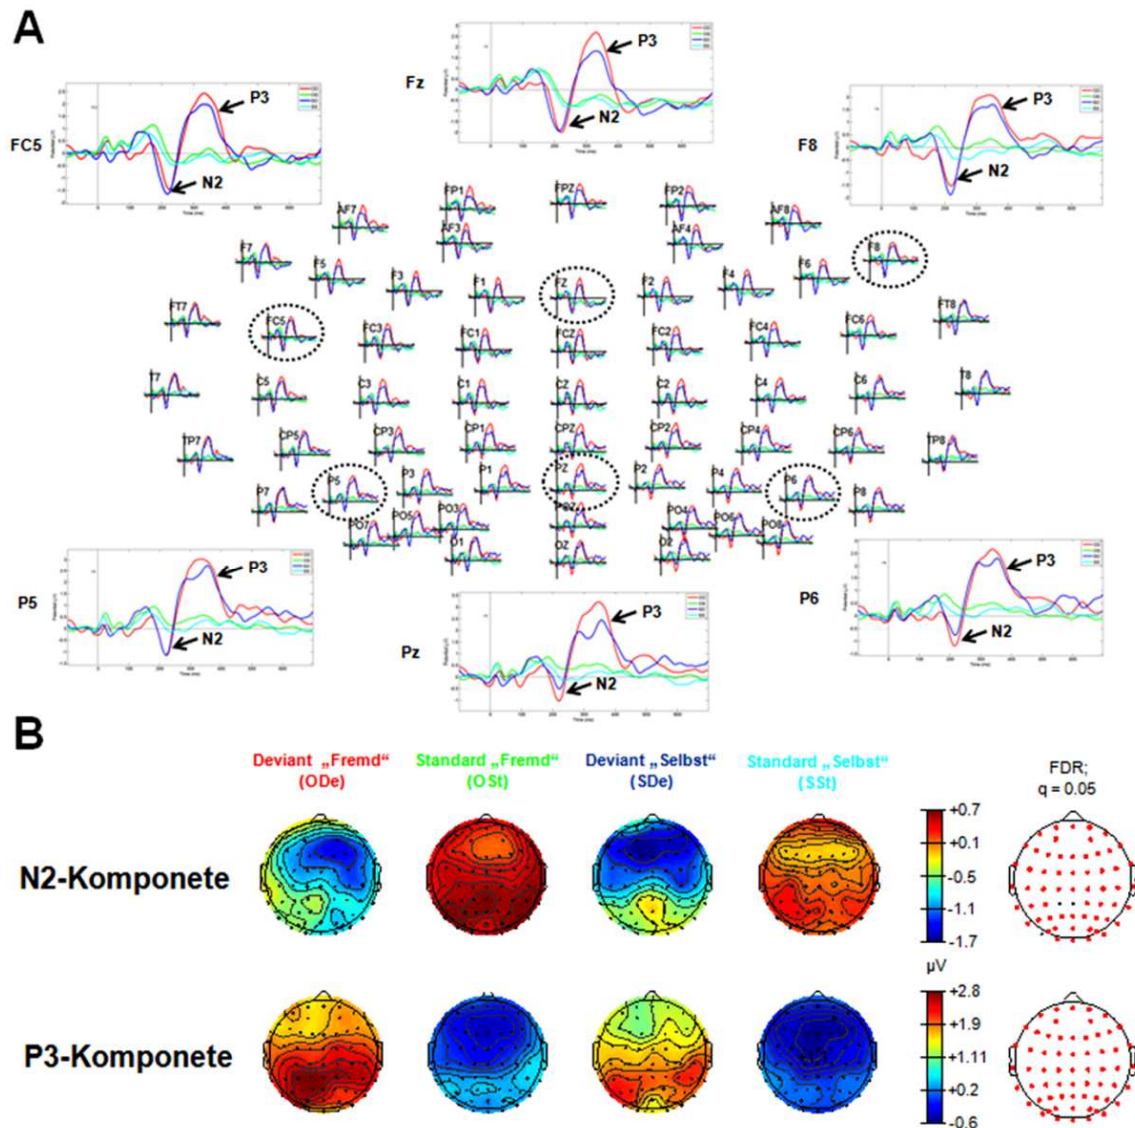 A
Fz
P3
N2
FC5
P3
N2
F8
P3
N2
FP1 FPZ FP2
AF7 AF8
AF3 AF4
F7 F5 F3 F1 FZ F2 F4 F6 F8
FT7 FC5 FC3 FC1 FCZ FC2 FC4 FC6 FT8
T7 C5 C3 C1 CZ C2 C4 C6 T8
TP7 CP5 CP3 CP1 CPZ CP2 CP4 CP6 TP8
P7 P5 P3 P1 PZ P2 P4 P6 P8
PO7 PO5 PO3 POZ PO4 PO6 PO8
O1 OZ O2
P5
P3
N2
Pz
P3
N2
P6
P3
N2
Time (ms)
B
Deviant „Fremd“
(ODe)
Standard „Fremd“
(OSt)
Deviant „Selbst“
(SDe)
Standard „Selbst“
(SSt)
FDR;
q = 0.05
N2-Komponete
+0.7
+0.1
-0.5
-1.1
-1.7
µV
P3-Komponete
+2.8
+1.9
+1.11
+0.2
-0.6